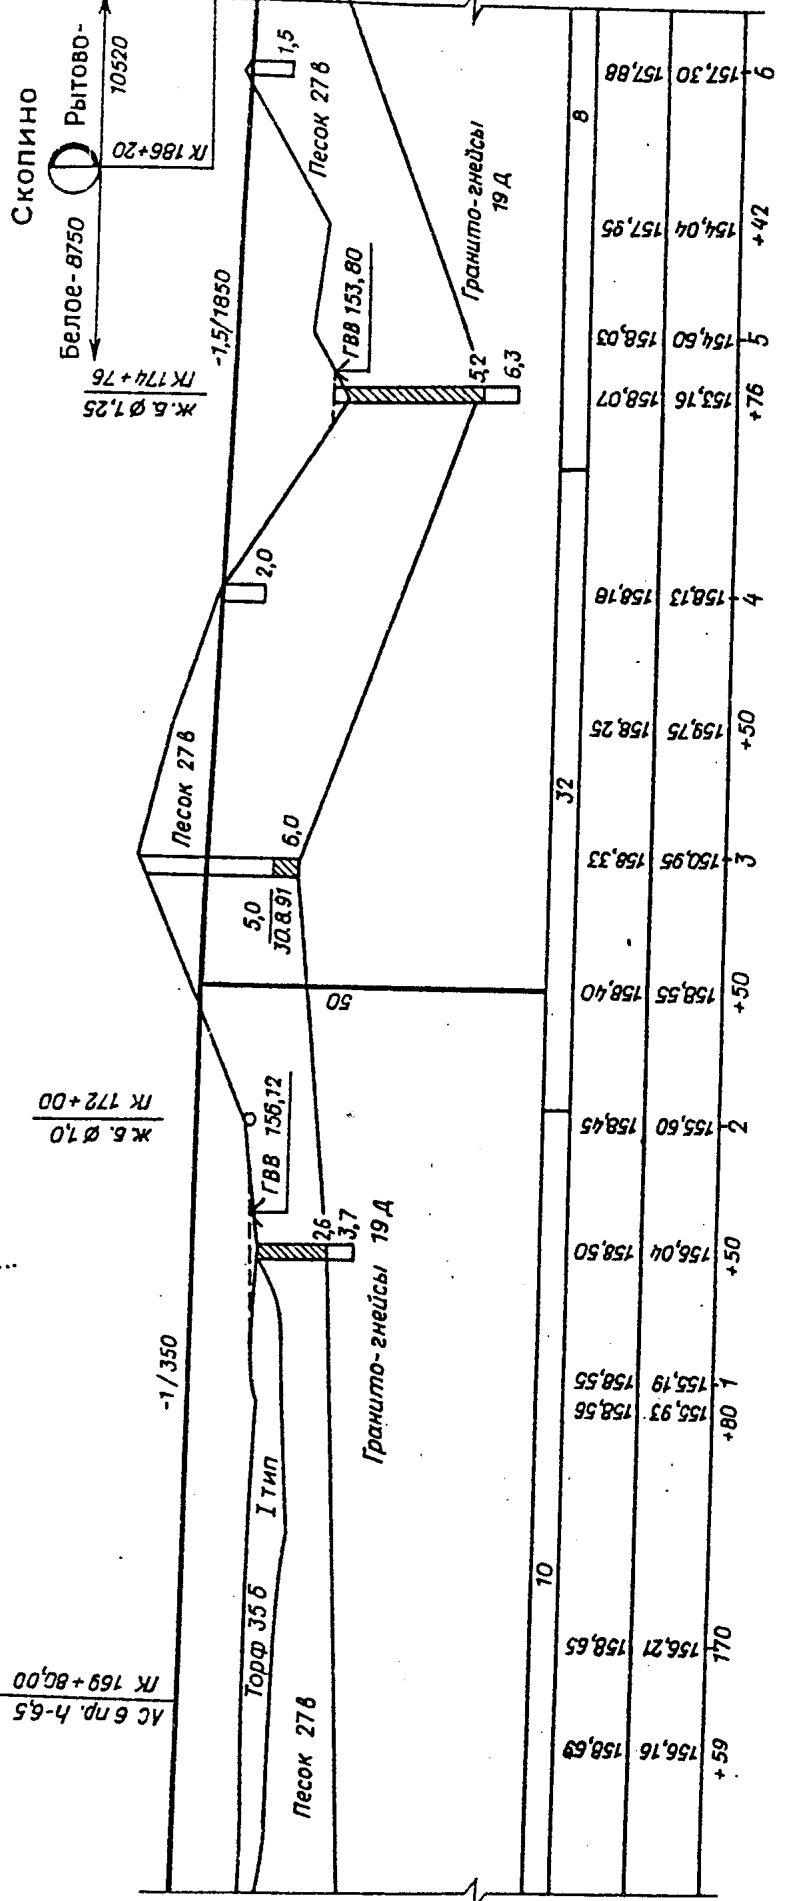 Скопино
Белое-8750
Рытово-
10520
ПК 186+20
ЛС 6 пр. h-6,5
ПК 169+80,00
Ж.Б. Ø 1,0
ПК 172+00
Ж.Б. Ø 1,25
ПК 174+76
-1/350
-1,5/1850
Торф 35 б
I тип
Песок 27 в
Гранито-гнейсы 19 Д
2,6
3,7
ГВВ 156,72
50
5,0
30.8.91
6,0
Песок 27 в
2,0
5,2
6,3
ГВВ 153,80
Песок 27 в
1,5
Гранито-гнейсы
19 Д
10
32
8
158,69
158,65
158,56
158,55
158,50
158,45
158,40
158,33
158,25
158,18
158,07
158,03
157,95
157,88
156,16
156,21
155,93
155,19
156,04
155,60
158,55
150,95
159,75
158,13
153,16
154,60
154,04
157,30
+59
170
+80
1
+50
2
+50
3
+50
4
+76
5
+42
6